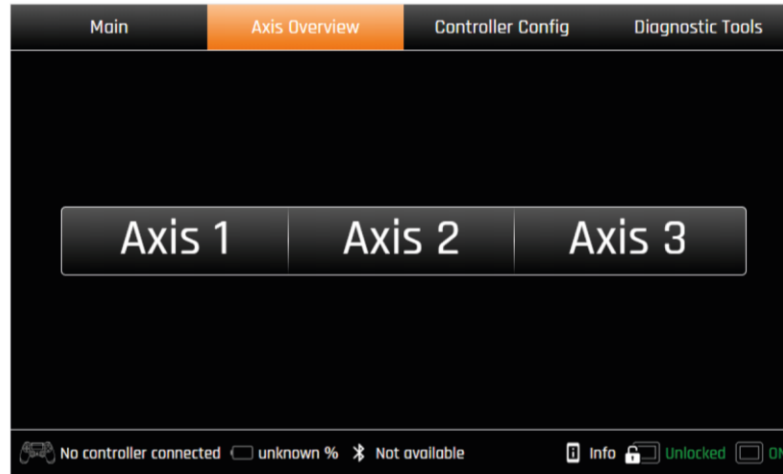 Main Axis Overview Controller Config Diagnostic Tools
Axis 1 Axis 2 Axis 3
No controller connected unknown % Not available Info Unlocked